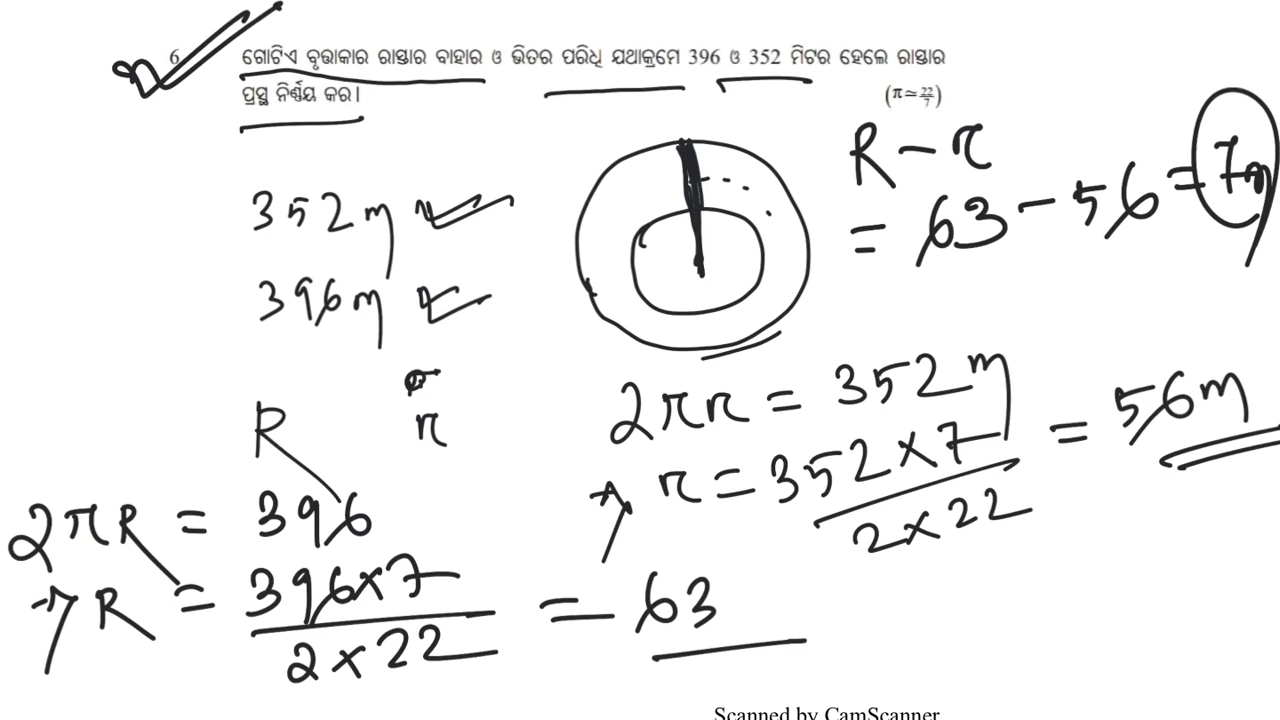 6 ଗୋଟିଏ ବୃତ୍ତାକାର ରାସ୍ତାର ବାହାର ଓ ଭିତର ପରିଧି ଯଥାକ୍ରମେ 396 ଓ 352 ମିଟର ହେଲେ ରାସ୍ତାର
ପ୍ରସ୍ଥ ନିର୍ଣ୍ଣୟ କର।
(π≃22/7)
R - r
= 63 - 56 = 7m
352m
396m
R r
2πr = 352m
r = 352×7/2×22 = 56m
2πR = 396
R = 396×7/2×22 = 63
Scanned by CamScanner